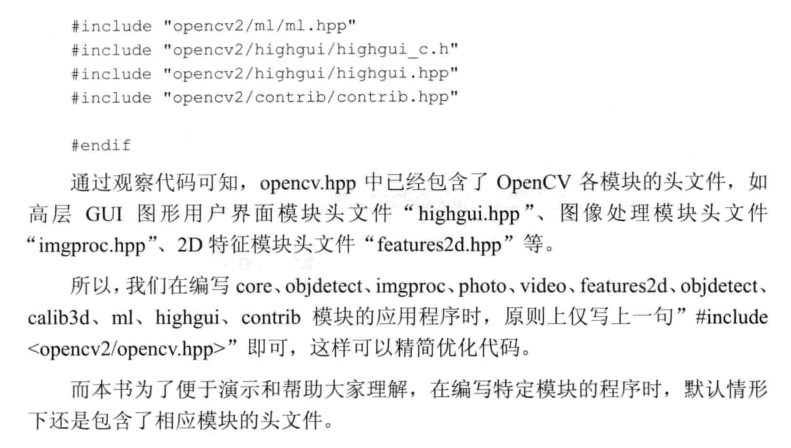 #include "opencv2/ml/ml.hpp"
#include "opencv2/highgui/highgui_c.h"
#include "opencv2/highgui/highgui.hpp"
#include "opencv2/contrib/contrib.hpp"
#endif
通过观察代码可知，opencv.hpp 中已经包含了 OpenCV 各模块的头文件，如
高层 GUI 图形用户界面模块头文件“highgui.hpp”、图像处理模块头文件
“imgproc.hpp”、2D 特征模块头文件“features2d.hpp”等。
所以，我们在编写 core、objdetect、imgproc、photo、video、features2d、objdetect、
calib3d、ml、highgui、contrib 模块的应用程序时，原则上仅写上一句”#include
<opencv2/opencv.hpp>”即可，这样可以精简优化代码。
而本书为了便于演示和帮助大家理解，在编写特定模块的程序时，默认情形
下还是包含了相应模块的头文件。